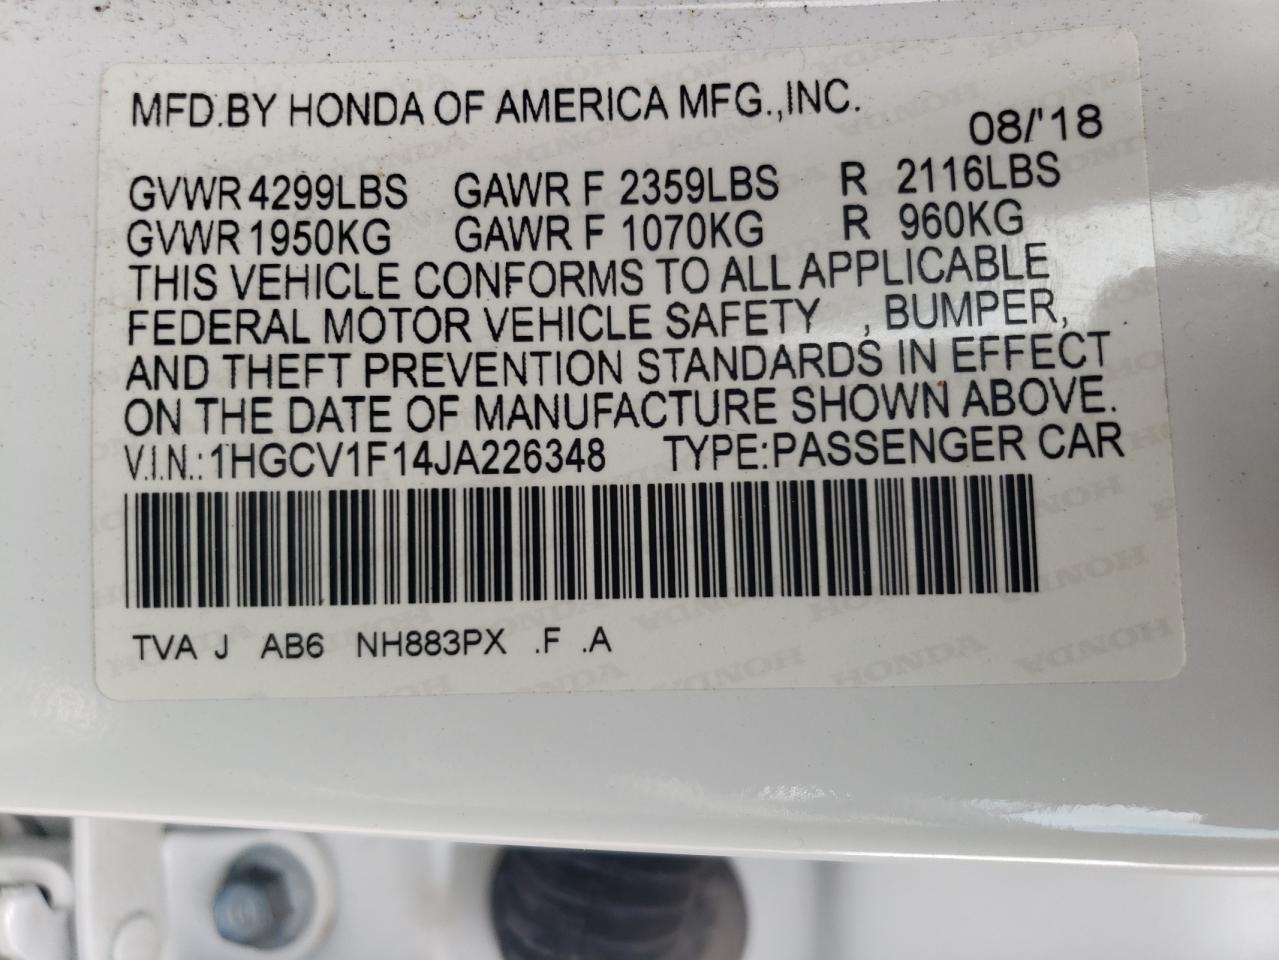 MFD.BY HONDA OF AMERICA MFG.,INC.
08/'18
GVWR 4299LBS GAWR F 2359LBS R 2116LBS
GVWR 1950KG GAWR F 1070KG R 960KG
THIS VEHICLE CONFORMS TO ALL APPLICABLE
FEDERAL MOTOR VEHICLE SAFETY , BUMPER,
AND THEFT PREVENTION STANDARDS IN EFFECT
ON THE DATE OF MANUFACTURE SHOWN ABOVE.
V.I.N.: 1HGCV1F14JA226348 TYPE:PASSENGER CAR
TVA J AB6 NH883PX .F .A